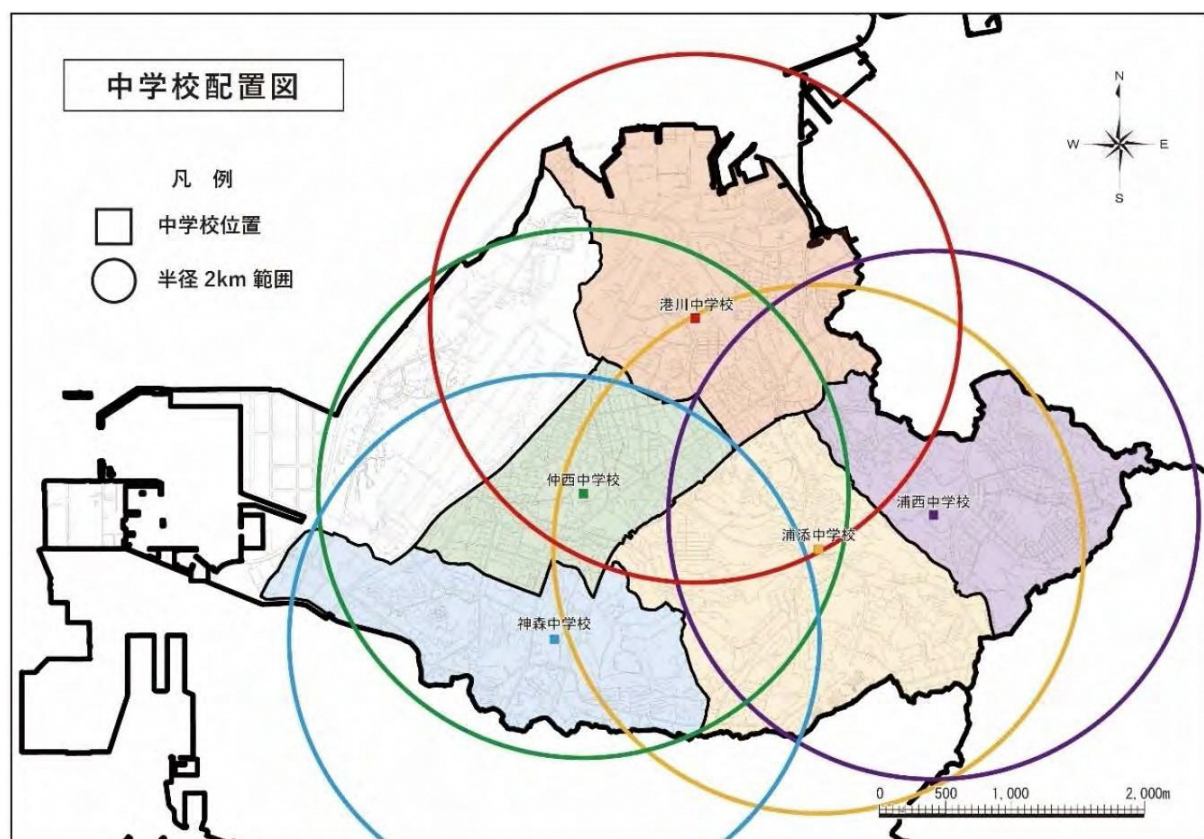 中学校配置図
凡 例
中学校位置
半径 2km 範囲
N
W
E
S
港川中学校
仲西中学校
浦西中学校
浦添中学校
神森中学校
0 500 1,000 2,000m